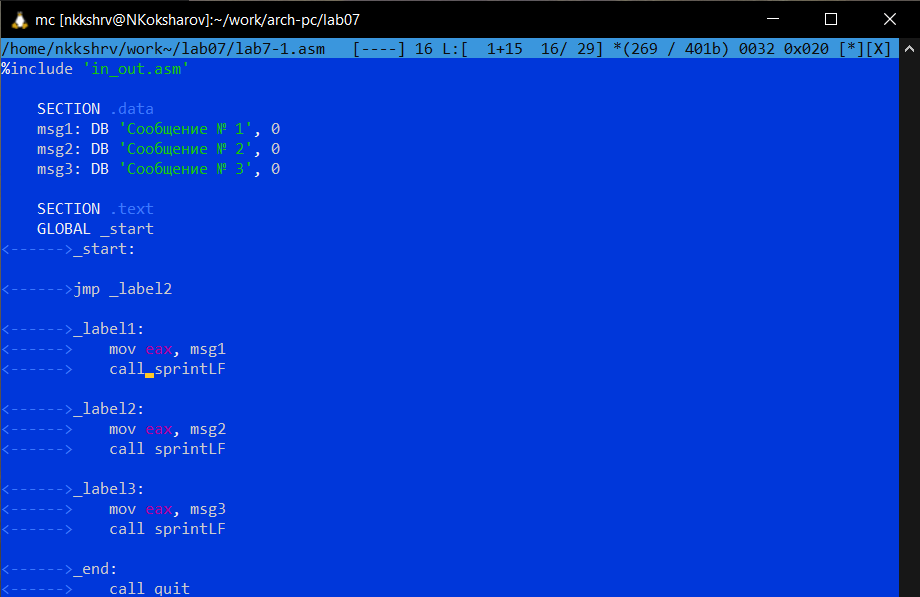 mc [nkkshrv@NKoksharov]:~/work/arch-pc/lab07
/home/nkkshrv/work~/lab07/lab7-1.asm   [----] 16 L:[  1+15  16/ 29] *(269 / 401b) 0032 0x020 [*][X]
%include 'in_out.asm'
    SECTION .data
    msg1: DB 'Сообщение № 1', 0
    msg2: DB 'Сообщение № 2', 0
    msg3: DB 'Сообщение № 3', 0
    SECTION .text
    GLOBAL _start
<------>_start:
<------>jmp _label2
<------>_label1:
<------>    mov eax, msg1
<------>    call sprintLF
<------>_label2:
<------>    mov eax, msg2
<------>    call sprintLF
<------>_label3:
<------>    mov eax, msg3
<------>    call sprintLF
<------>_end:
<------>    call quit